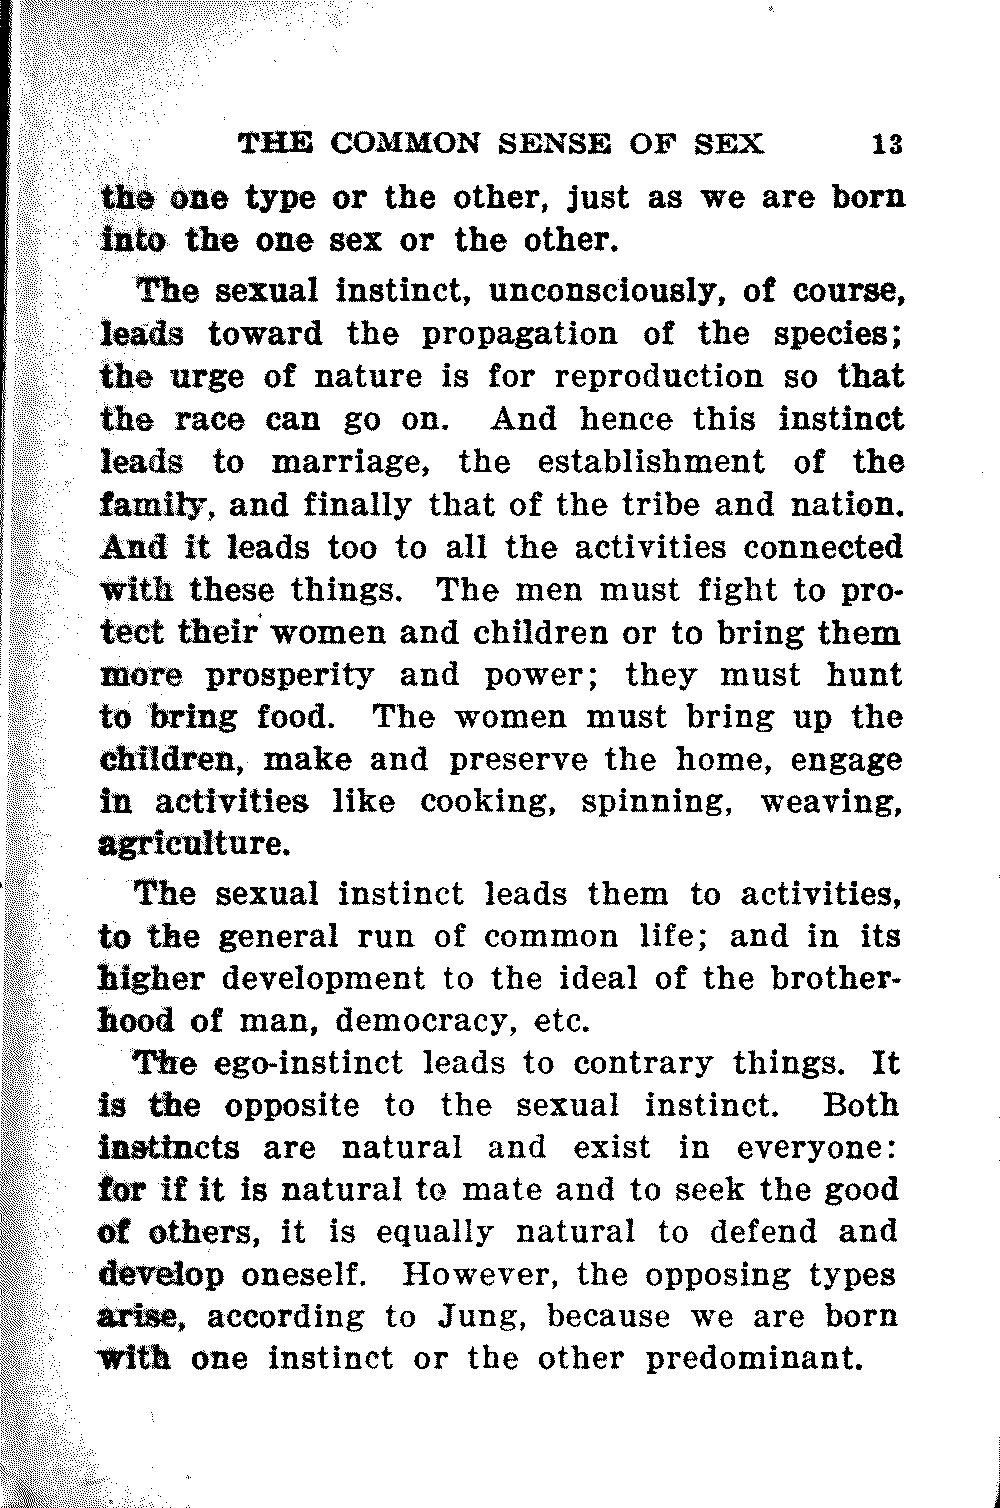 THE COMMON SENSE OF SEX 13
the one type or the other, just as we are born
into the one sex or the other.
The sexual instinct, unconsciously, of course,
leads toward the propagation of the species;
the urge of nature is for reproduction so that
the race can go on. And hence this instinct
leads to marriage, the establishment of the
family, and finally that of the tribe and nation.
And it leads too to all the activities connected
with these things. The men must fight to pro-
tect their women and children or to bring them
more prosperity and power; they must hunt
to bring food. The women must bring up the
children, make and preserve the home, engage
in activities like cooking, spinning, weaving,
agriculture.
The sexual instinct leads them to activities,
to the general run of common life; and in its
higher development to the ideal of the brother-
hood of man, democracy, etc.
The ego-instinct leads to contrary things. It
is the opposite to the sexual instinct. Both
instincts are natural and exist in everyone:
for if it is natural to mate and to seek the good
of others, it is equally natural to defend and
develop oneself. However, the opposing types
arise, according to Jung, because we are born
with one instinct or the other predominant.